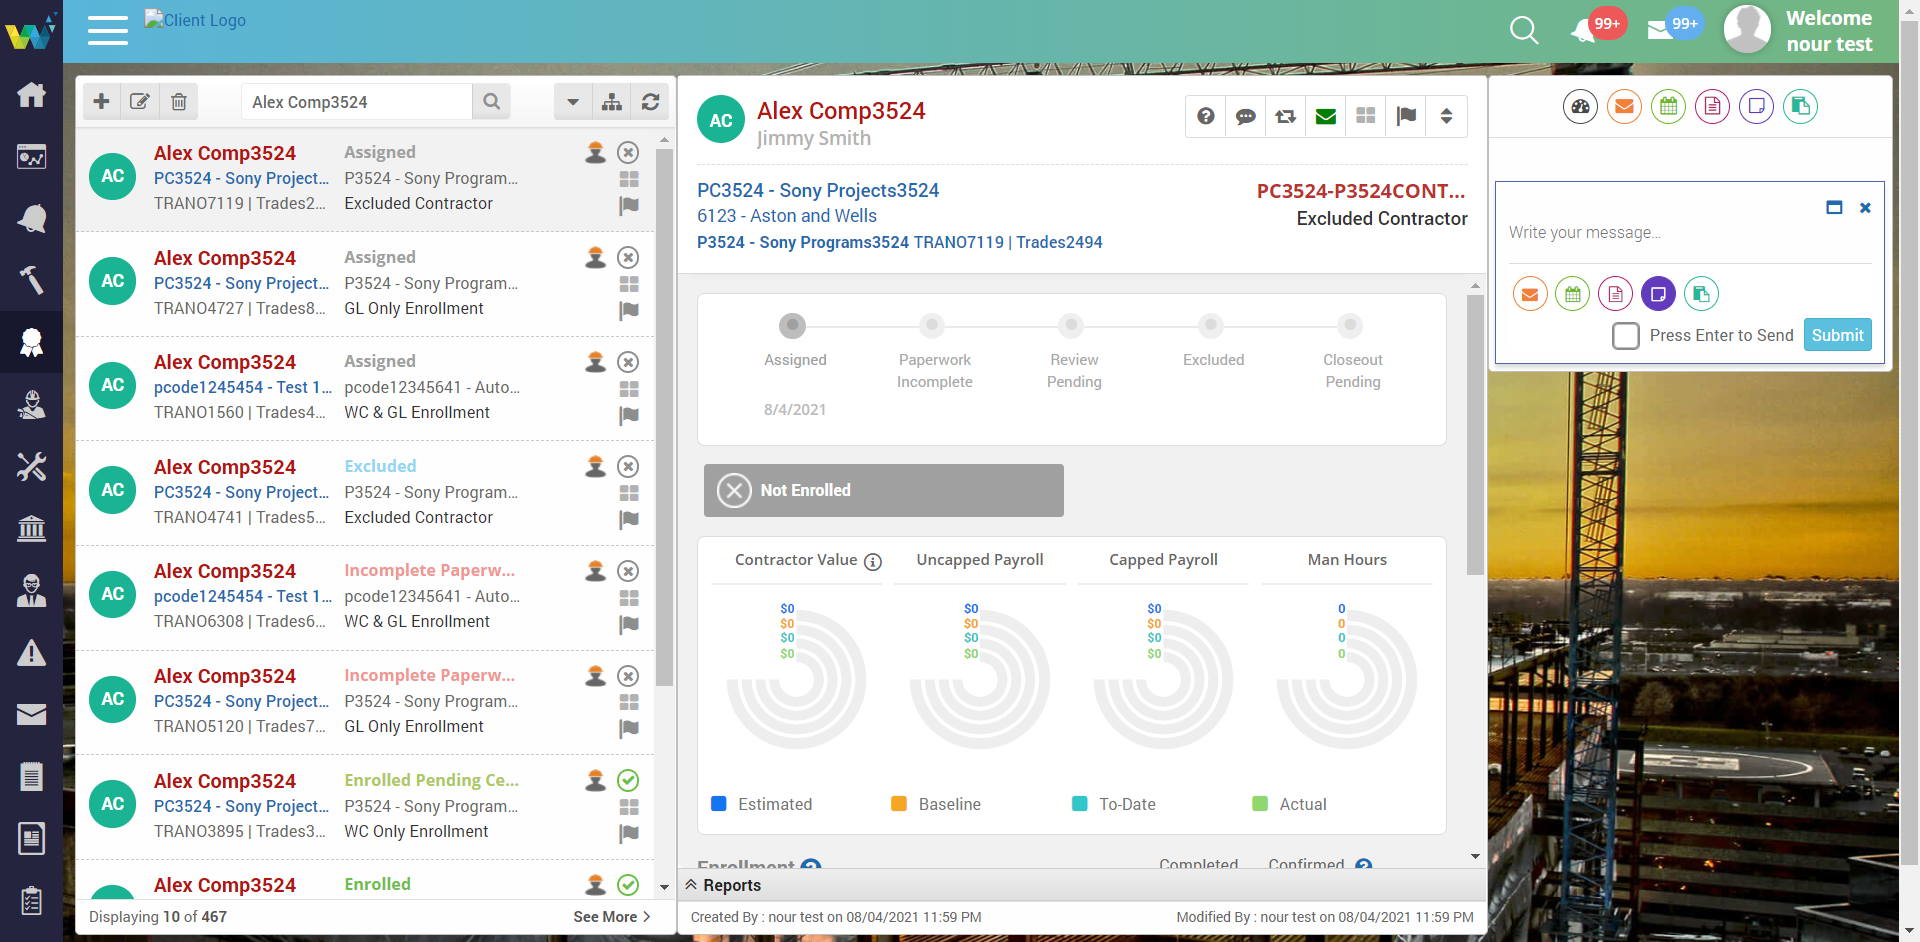 Client Logo
99+
99+
Welcome
nour test
Alex Comp3524
AC
Alex Comp3524
Assigned
PC3524 - Sony Project...
P3524 - Sony Program...
TRANO7119 | Trades2...
Excluded Contractor
AC
Alex Comp3524
Assigned
PC3524 - Sony Project...
P3524 - Sony Program...
TRANO4727 | Trades8...
GL Only Enrollment
AC
Alex Comp3524
Assigned
pcode1245454 - Test 1...
pcode12345641 - Auto...
TRANO1560 | Trades4...
WC & GL Enrollment
AC
Alex Comp3524
Excluded
PC3524 - Sony Project...
P3524 - Sony Program...
TRANO4741 | Trades5...
Excluded Contractor
AC
Alex Comp3524
Incomplete Paperw...
pcode1245454 - Test 1...
pcode12345641 - Auto...
TRANO6308 | Trades6...
WC & GL Enrollment
AC
Alex Comp3524
Incomplete Paperw...
PC3524 - Sony Project...
P3524 - Sony Program...
TRANO5120 | Trades7...
GL Only Enrollment
AC
Alex Comp3524
Enrolled Pending Ce...
PC3524 - Sony Project...
P3524 - Sony Program...
TRANO3895 | Trades3...
WC Only Enrollment
Alex Comp3524
Enrolled
Displaying 10 of 467
See More
AC
Alex Comp3524
Jimmy Smith
PC3524 - Sony Projects3524
PC3524-P3524CONT...
6123 - Aston and Wells
Excluded Contractor
P3524 - Sony Programs3524 TRANO7119 | Trades2494
Assigned
8/4/2021
Paperwork
Incomplete
Review
Pending
Excluded
Closeout
Pending
Not Enrolled
Contractor Value
Uncapped Payroll
Capped Payroll
Man Hours
$0
$0
$0
$0
$0
$0
$0
$0
$0
$0
$0
$0
0
0
0
0
Estimated
Baseline
To-Date
Actual
Enrollment
Completed
Confirmed
Reports
Created By : nour test on 08/04/2021 11:59 PM
Modified By : nour test on 08/04/2021 11:59 PM
Write your message...
Press Enter to Send
Submit